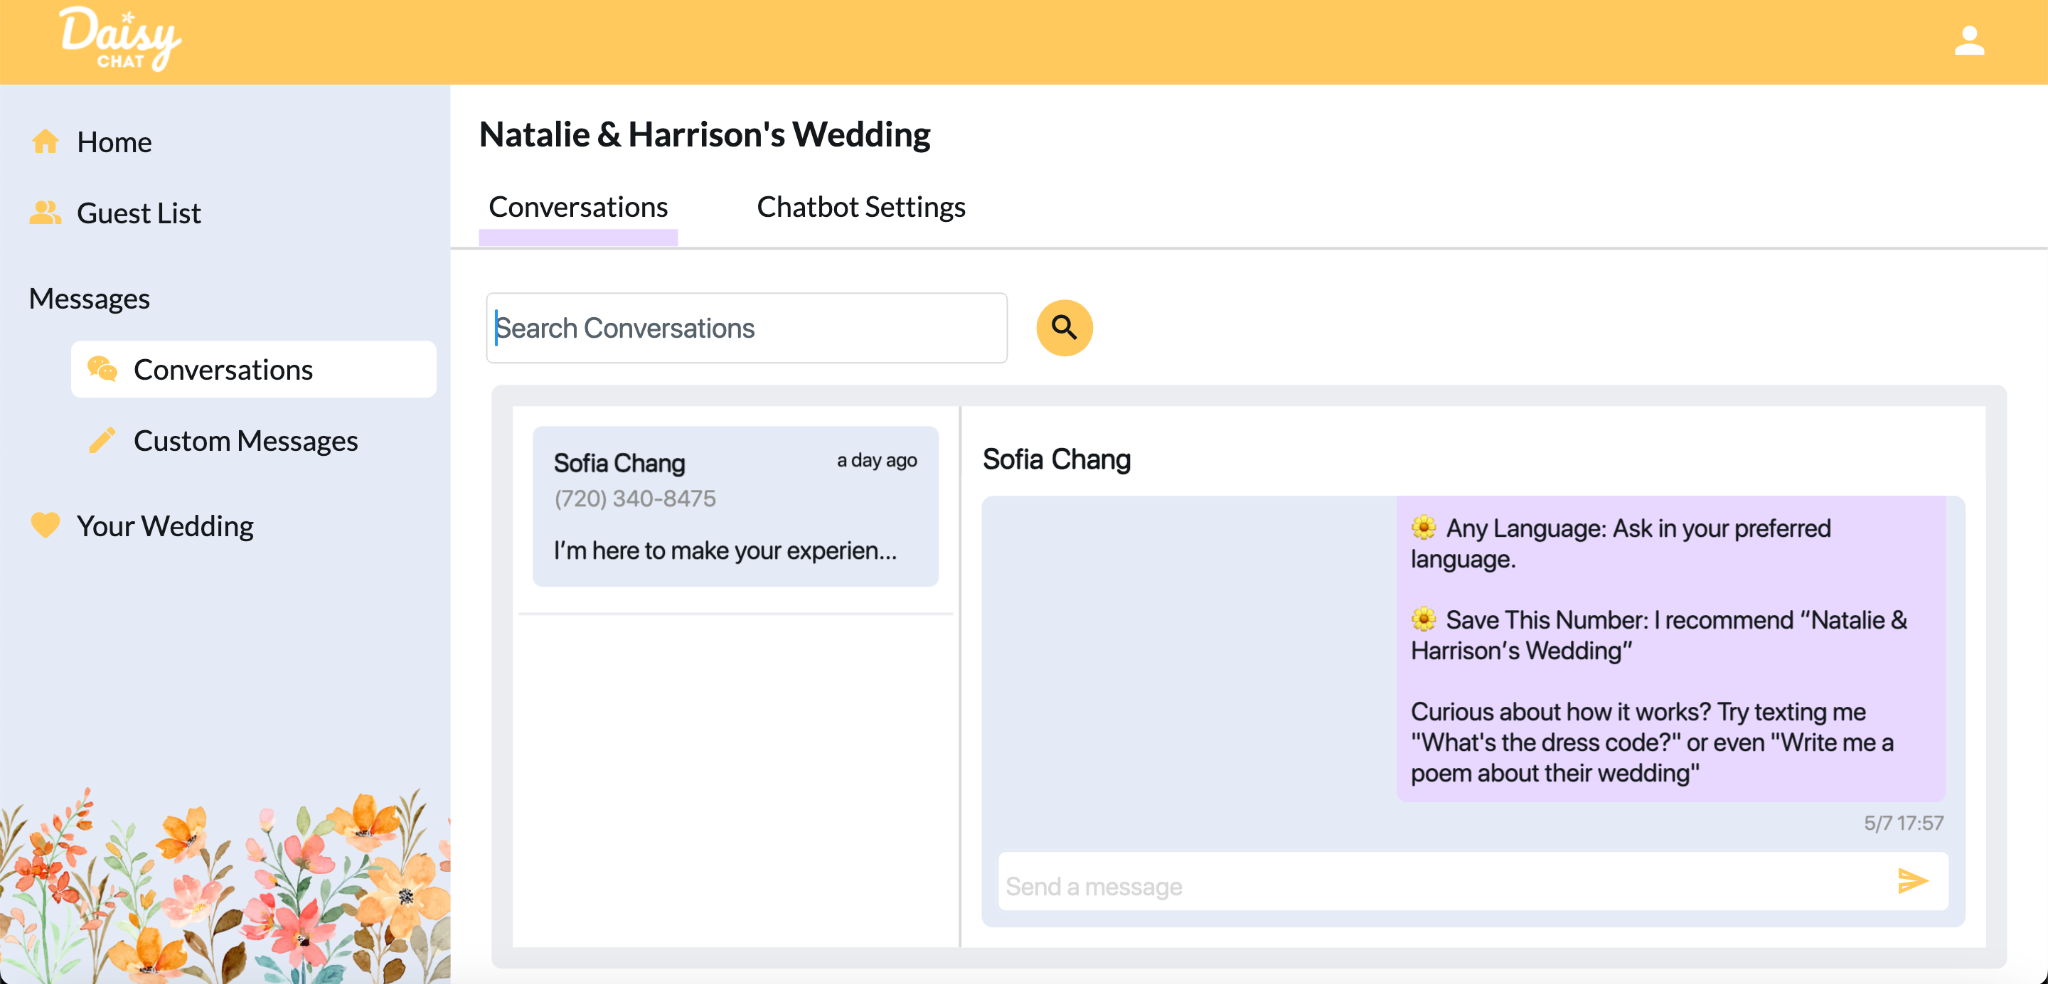 Daisy
CHAT
Home
Guest List
Messages
Conversations
Custom Messages
Your Wedding
Natalie & Harrison's Wedding
Conversations
Chatbot Settings
Search Conversations
Sofia Chang
a day ago
(720) 340-8475
I’m here to make your experien...
Sofia Chang
🌼 Any Language: Ask in your preferred
language.
🌼 Save This Number: I recommend “Natalie &
Harrison’s Wedding”
Curious about how it works? Try texting me
"What's the dress code?" or even "Write me a
poem about their wedding"
5/7 17:57
Send a message